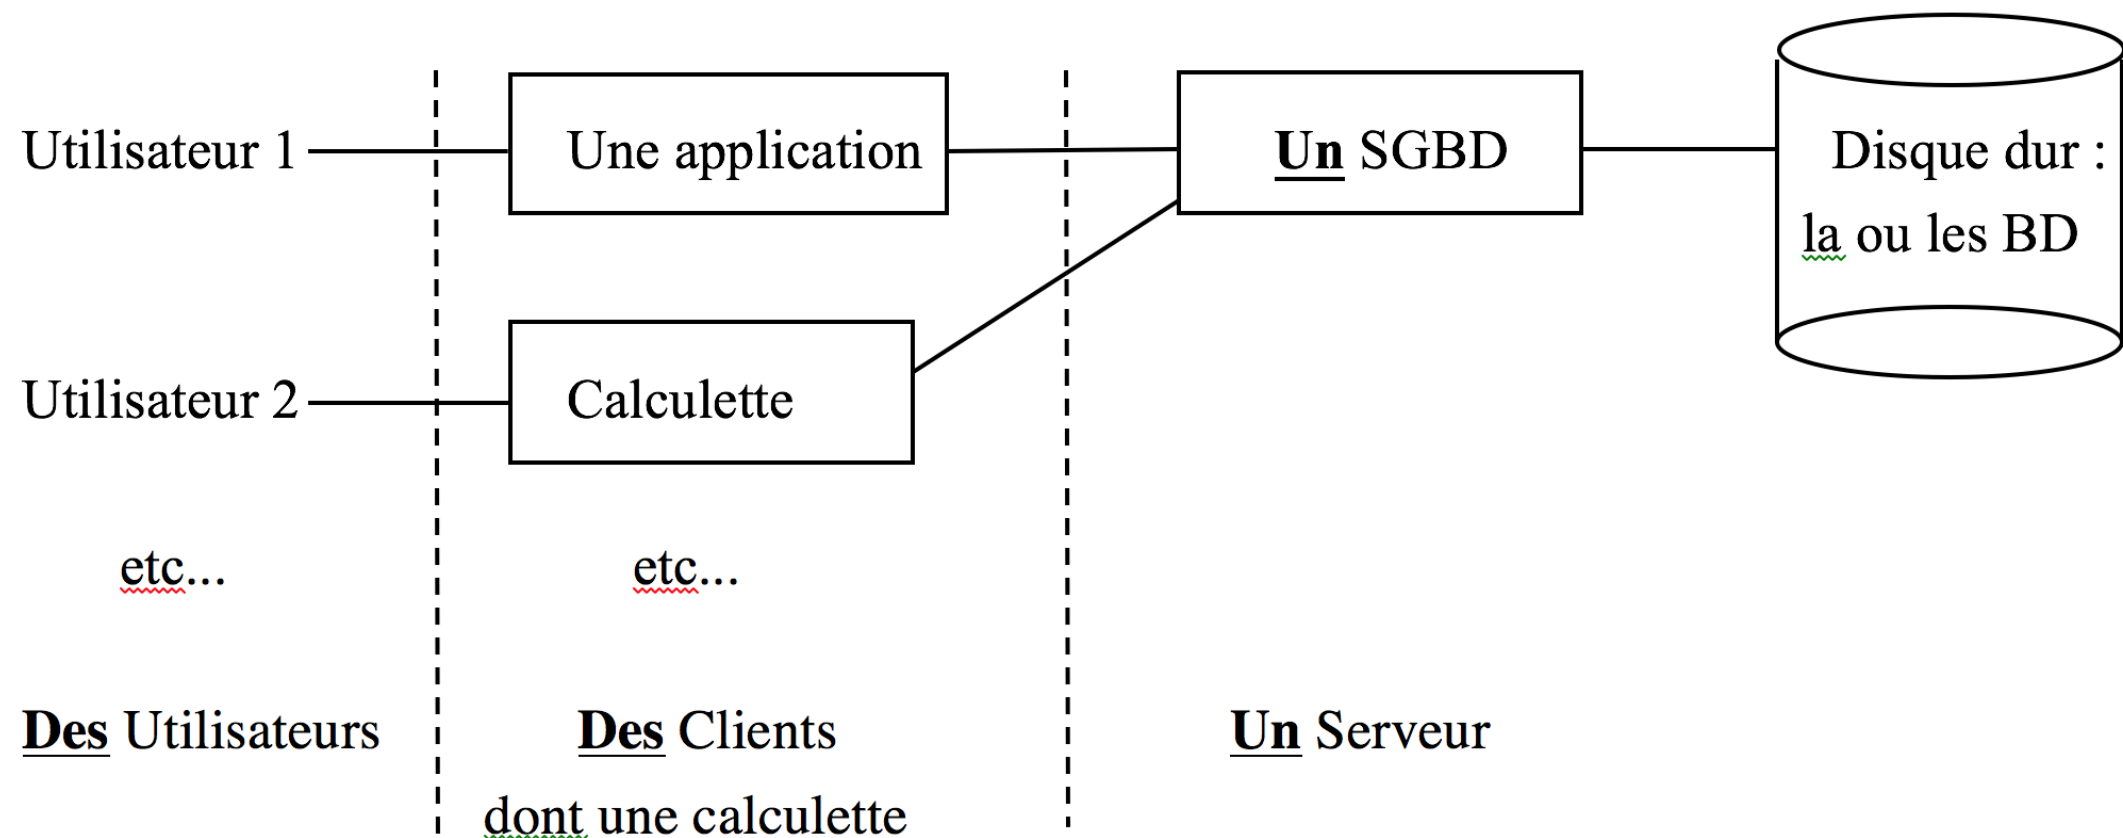 Utilisateur 1
Une application
Un SGBD
Disque dur :
la ou les BD
Utilisateur 2
Calculette
etc...
etc...
Des Utilisateurs
Des Clients
dont une calculette
Un Serveur